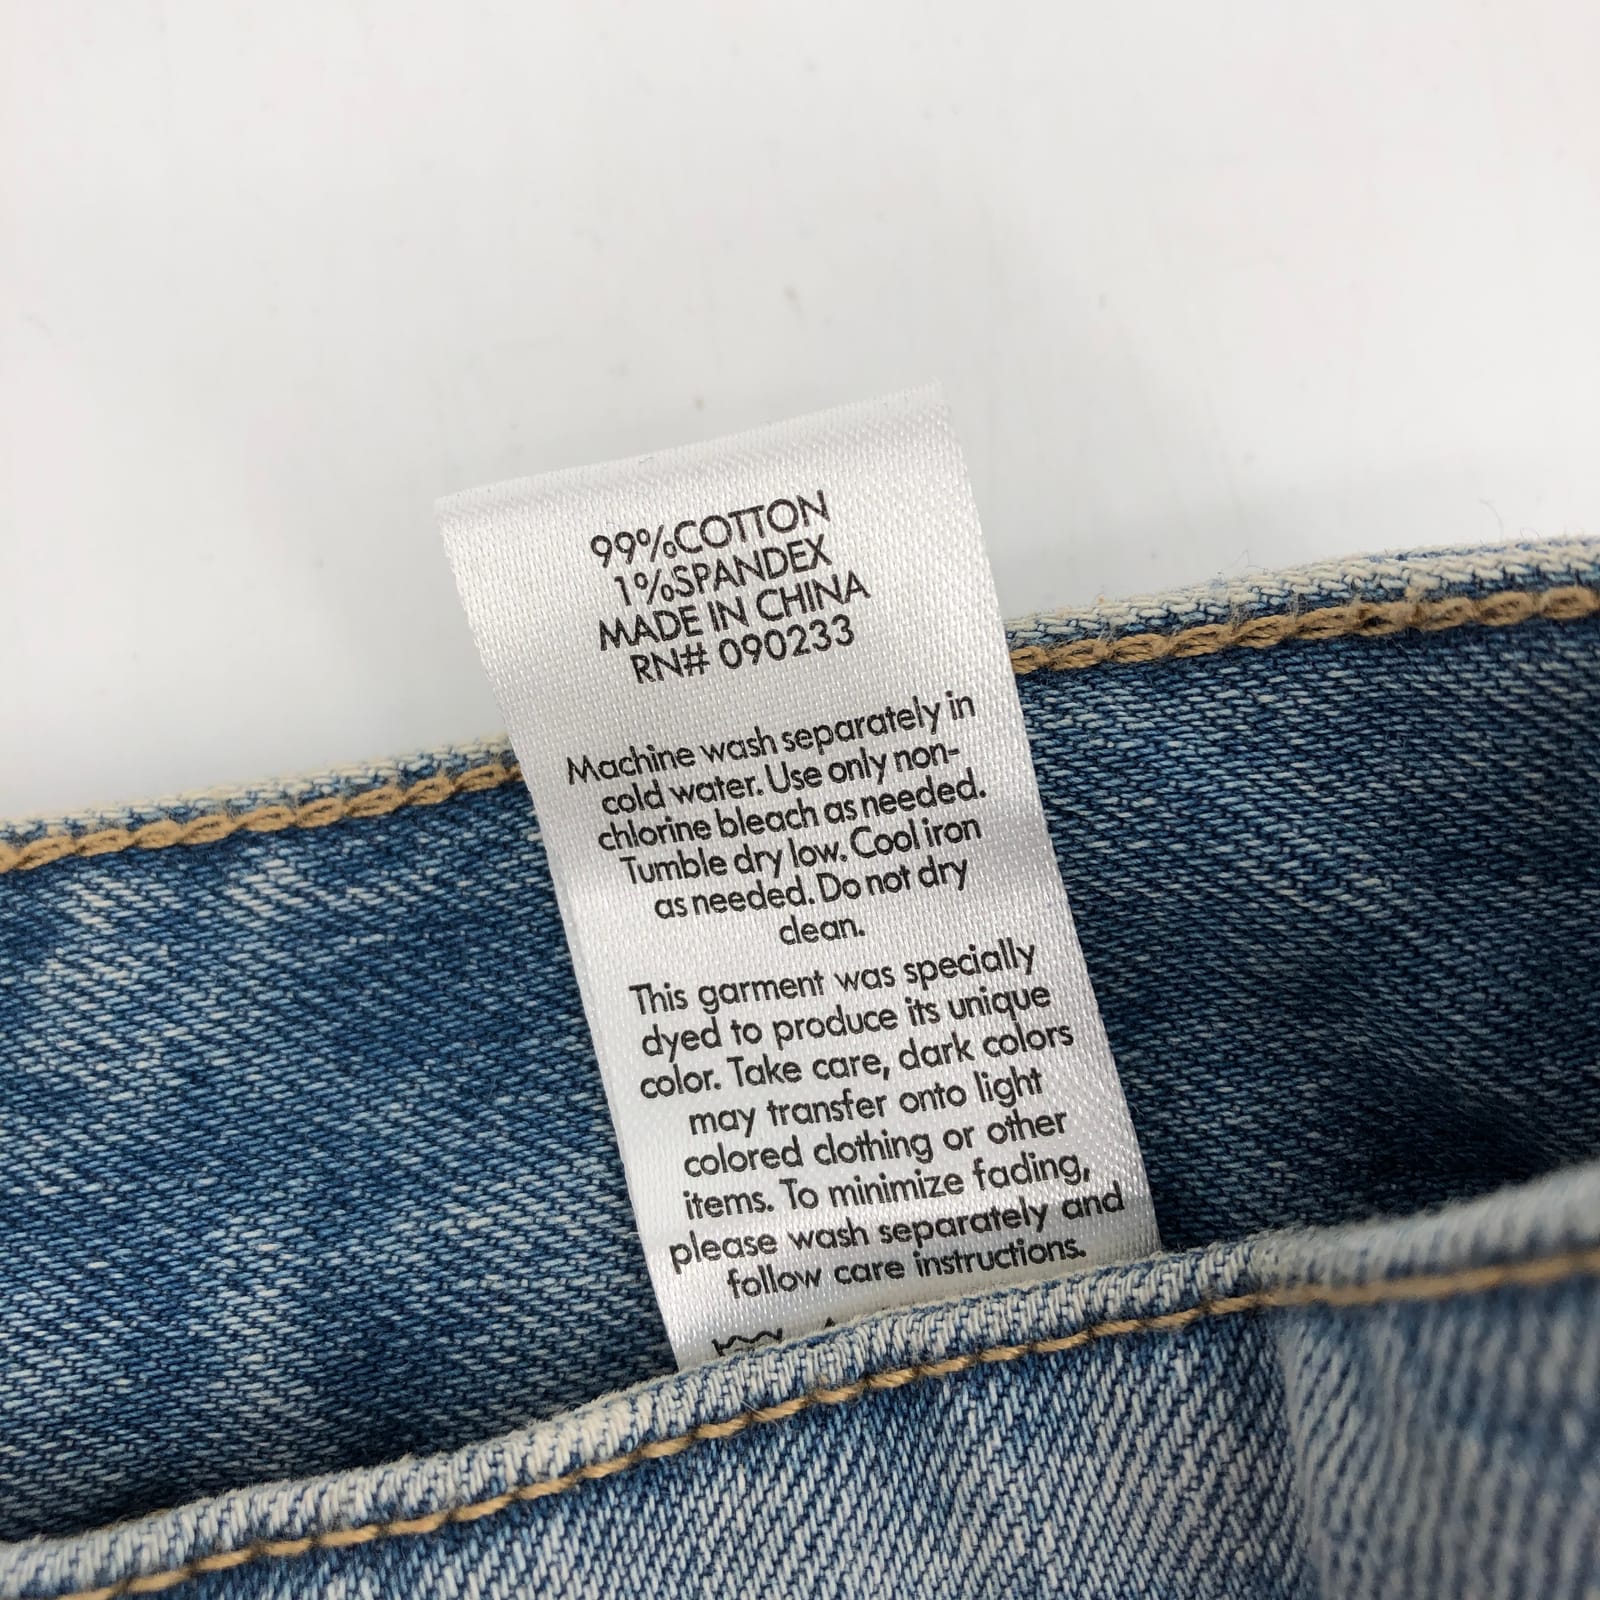 99%COTTON
1%SPANDEX
MADE IN CHINA
RN# 090233
Machine wash separately in
cold water. Use only non-
chlorine bleach as needed.
Tumble dry low. Cool iron
as needed. Do not dry
clean.
This garment was specially
dyed to produce its unique
color. Take care, dark colors
may transfer onto light
colored clothing or other
items. To minimize fading,
please wash separately and
follow care instructions.